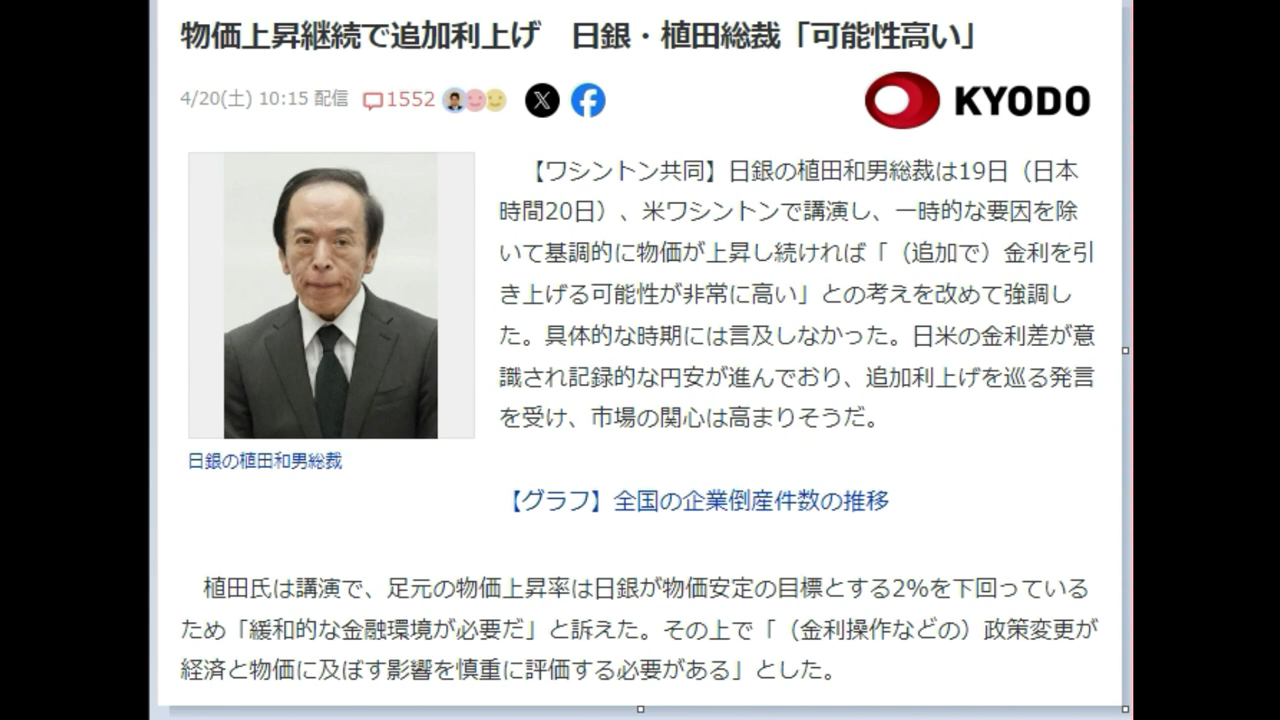 物価上昇継続で追加利上げ　日銀・植田総裁「可能性高い」
4/20(土) 10:15 配信 1552
KYODO
【ワシントン共同】日銀の植田和男総裁は19日（日本
時間20日）、米ワシントンで講演し、一時的な要因を除
いて基調的に物価が上昇し続ければ「（追加で）金利を引
き上げる可能性が非常に高い」との考えを改めて強調し
た。具体的な時期には言及しなかった。日米の金利差が意
識され記録的な円安が進んでおり、追加利上げを巡る発言
を受け、市場の関心は高まりそうだ。
日銀の植田和男総裁
【グラフ】全国の企業倒産件数の推移
植田氏は講演で、足元の物価上昇率は日銀が物価安定の目標とする2%を下回っている
ため「緩和的な金融環境が必要だ」と訴えた。その上で「（金利操作などの）政策変更が
経済と物価に及ぼす影響を慎重に評価する必要がある」とした。